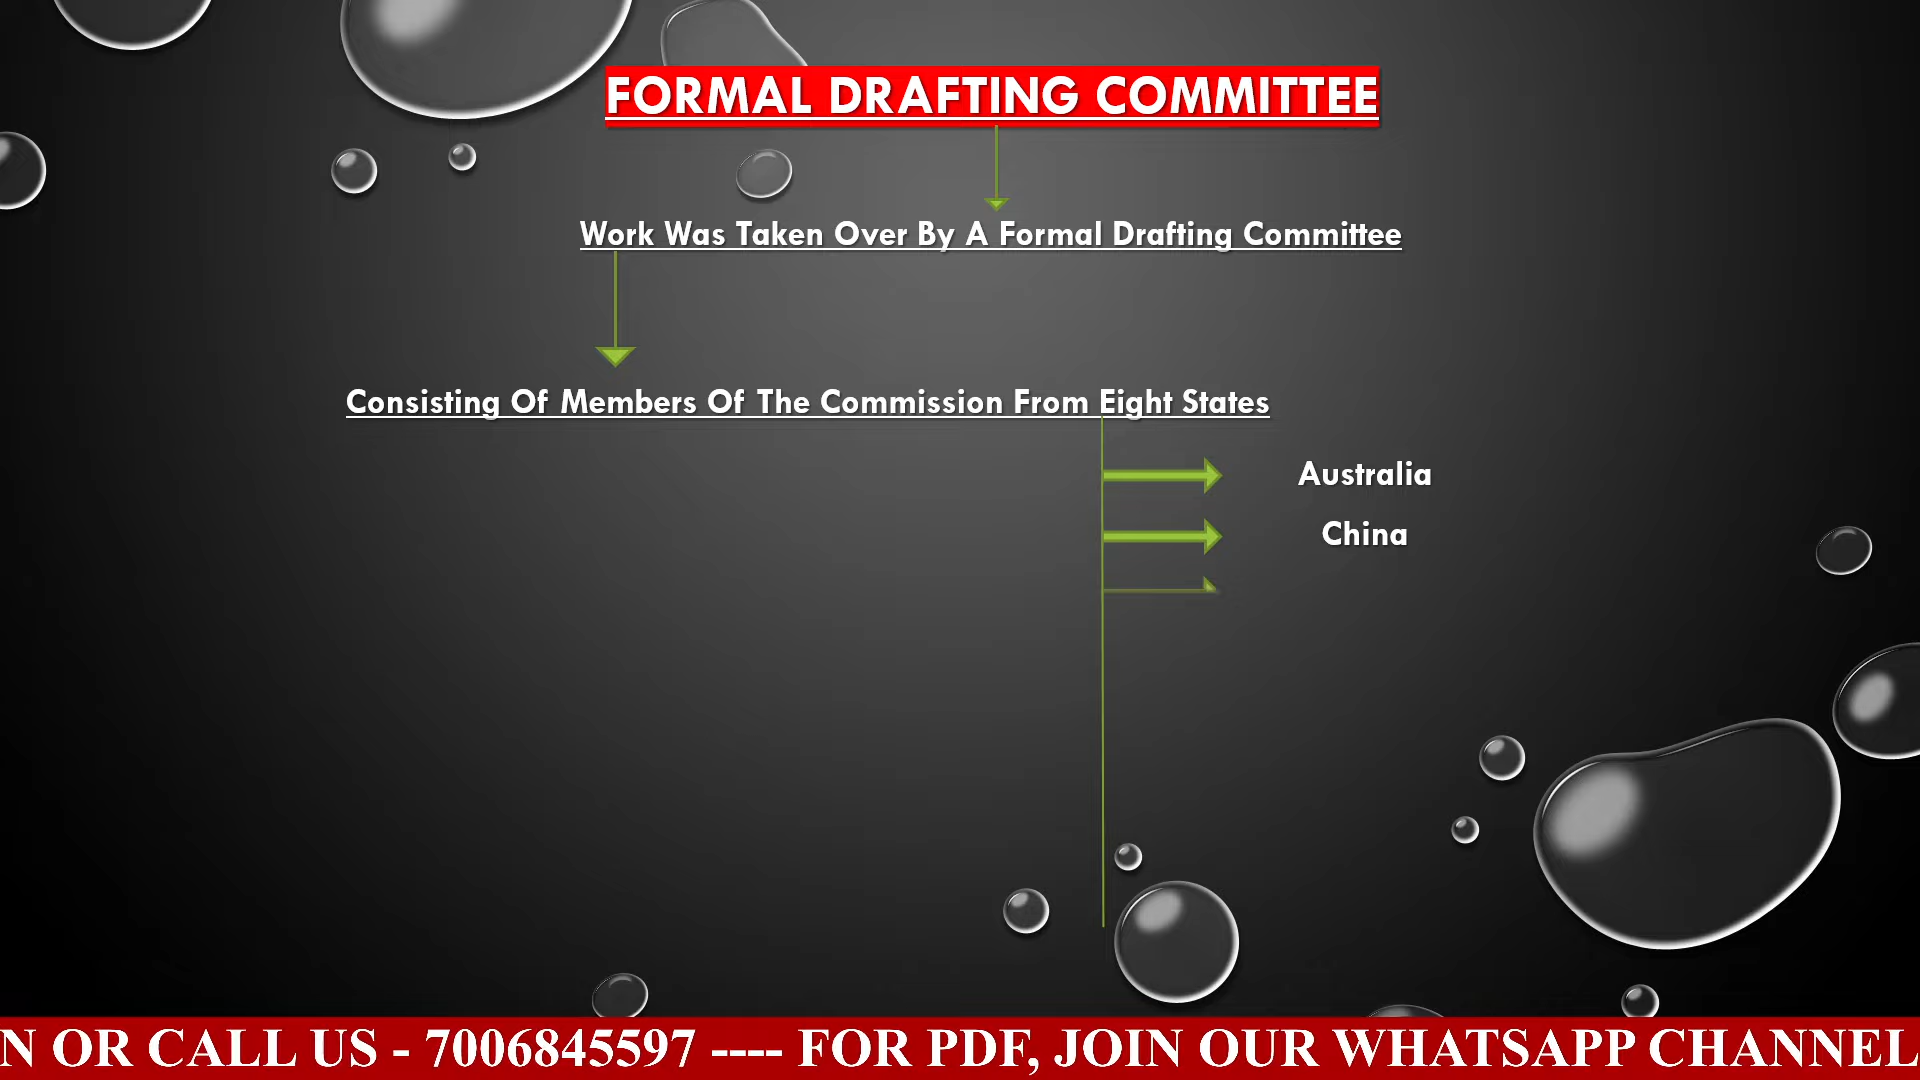 FORMAL DRAFTING COMMITTEE
Work Was Taken Over By A Formal Drafting Committee
Consisting Of Members Of The Commission From Eight States
Australia
China
N OR CALL US - 7006845597 ---- FOR PDF, JOIN OUR WHATSAPP CHANNEL